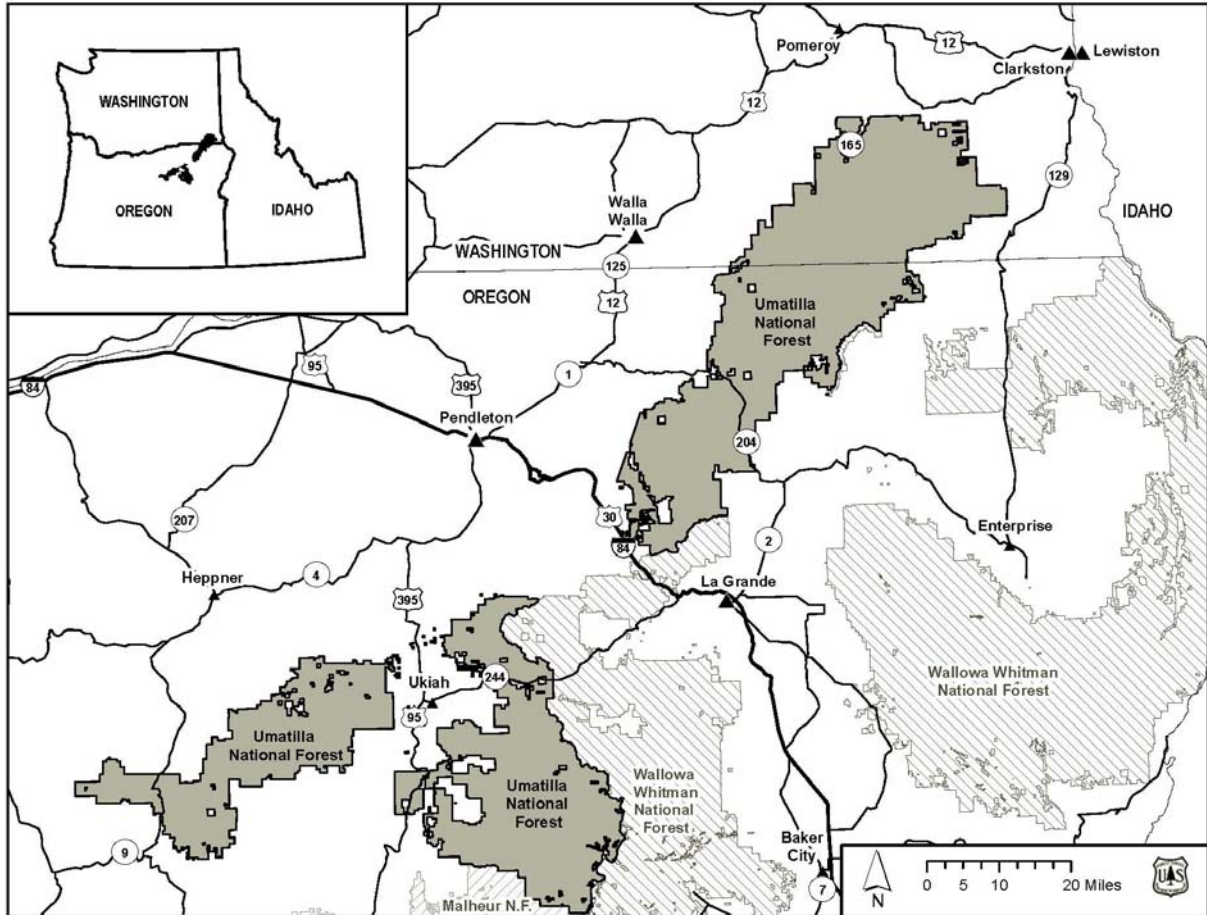 WASHINGTON
OREGON
IDAHO
Pomeroy
12
Lewiston
Clarkston
12
165
129
Walla
Walla
IDAHO
WASHINGTON
125
OREGON
12
Umatilla
National
Forest
95
84
395
1
Pendleton
204
207
30
84
2
Enterprise
Heppner
4
395
La Grande
Ukiah
244
95
Wallowa Whitman
National Forest
Umatilla
National Forest
Umatilla
National
Forest
Wallowa
Whitman
National
Forest
Baker
City
9
7
Malheur N.F.
N
0 5 10 20 Miles
U S